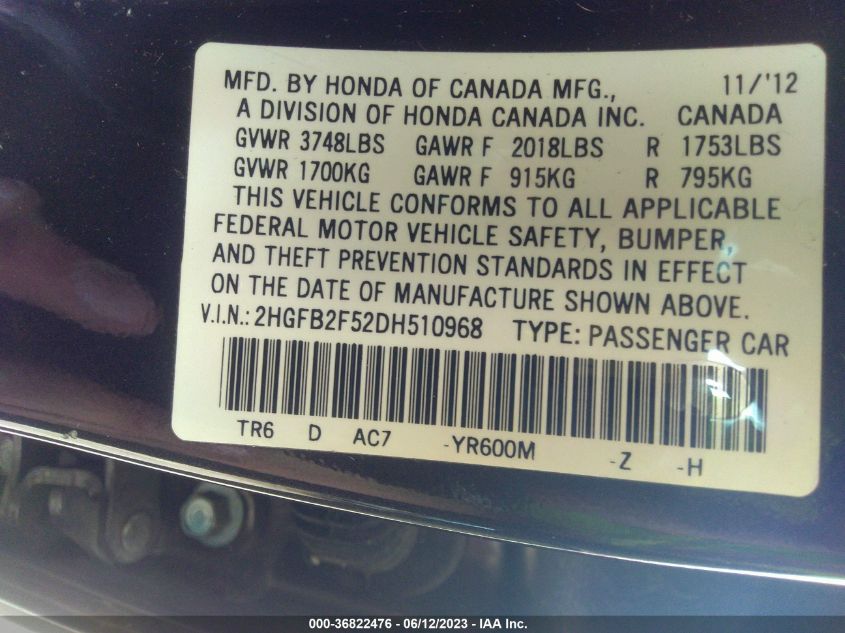 MFD. BY HONDA OF CANADA MFG., 11/'12
A DIVISION OF HONDA CANADA INC. CANADA
GVWR 3748LBS GAWR F 2018LBS R 1753LBS
GVWR 1700KG GAWR F 915KG R 795KG
THIS VEHICLE CONFORMS TO ALL APPLICABLE
FEDERAL MOTOR VEHICLE SAFETY, BUMPER,
AND THEFT PREVENTION STANDARDS IN EFFECT
ON THE DATE OF MANUFACTURE SHOWN ABOVE.
V.I.N.: 2HGFB2F52DH510968 TYPE: PASSENGER CAR
TR6 D AC7 -YR600M -Z -H
000-36822476 - 06/12/2023 - IAA Inc.